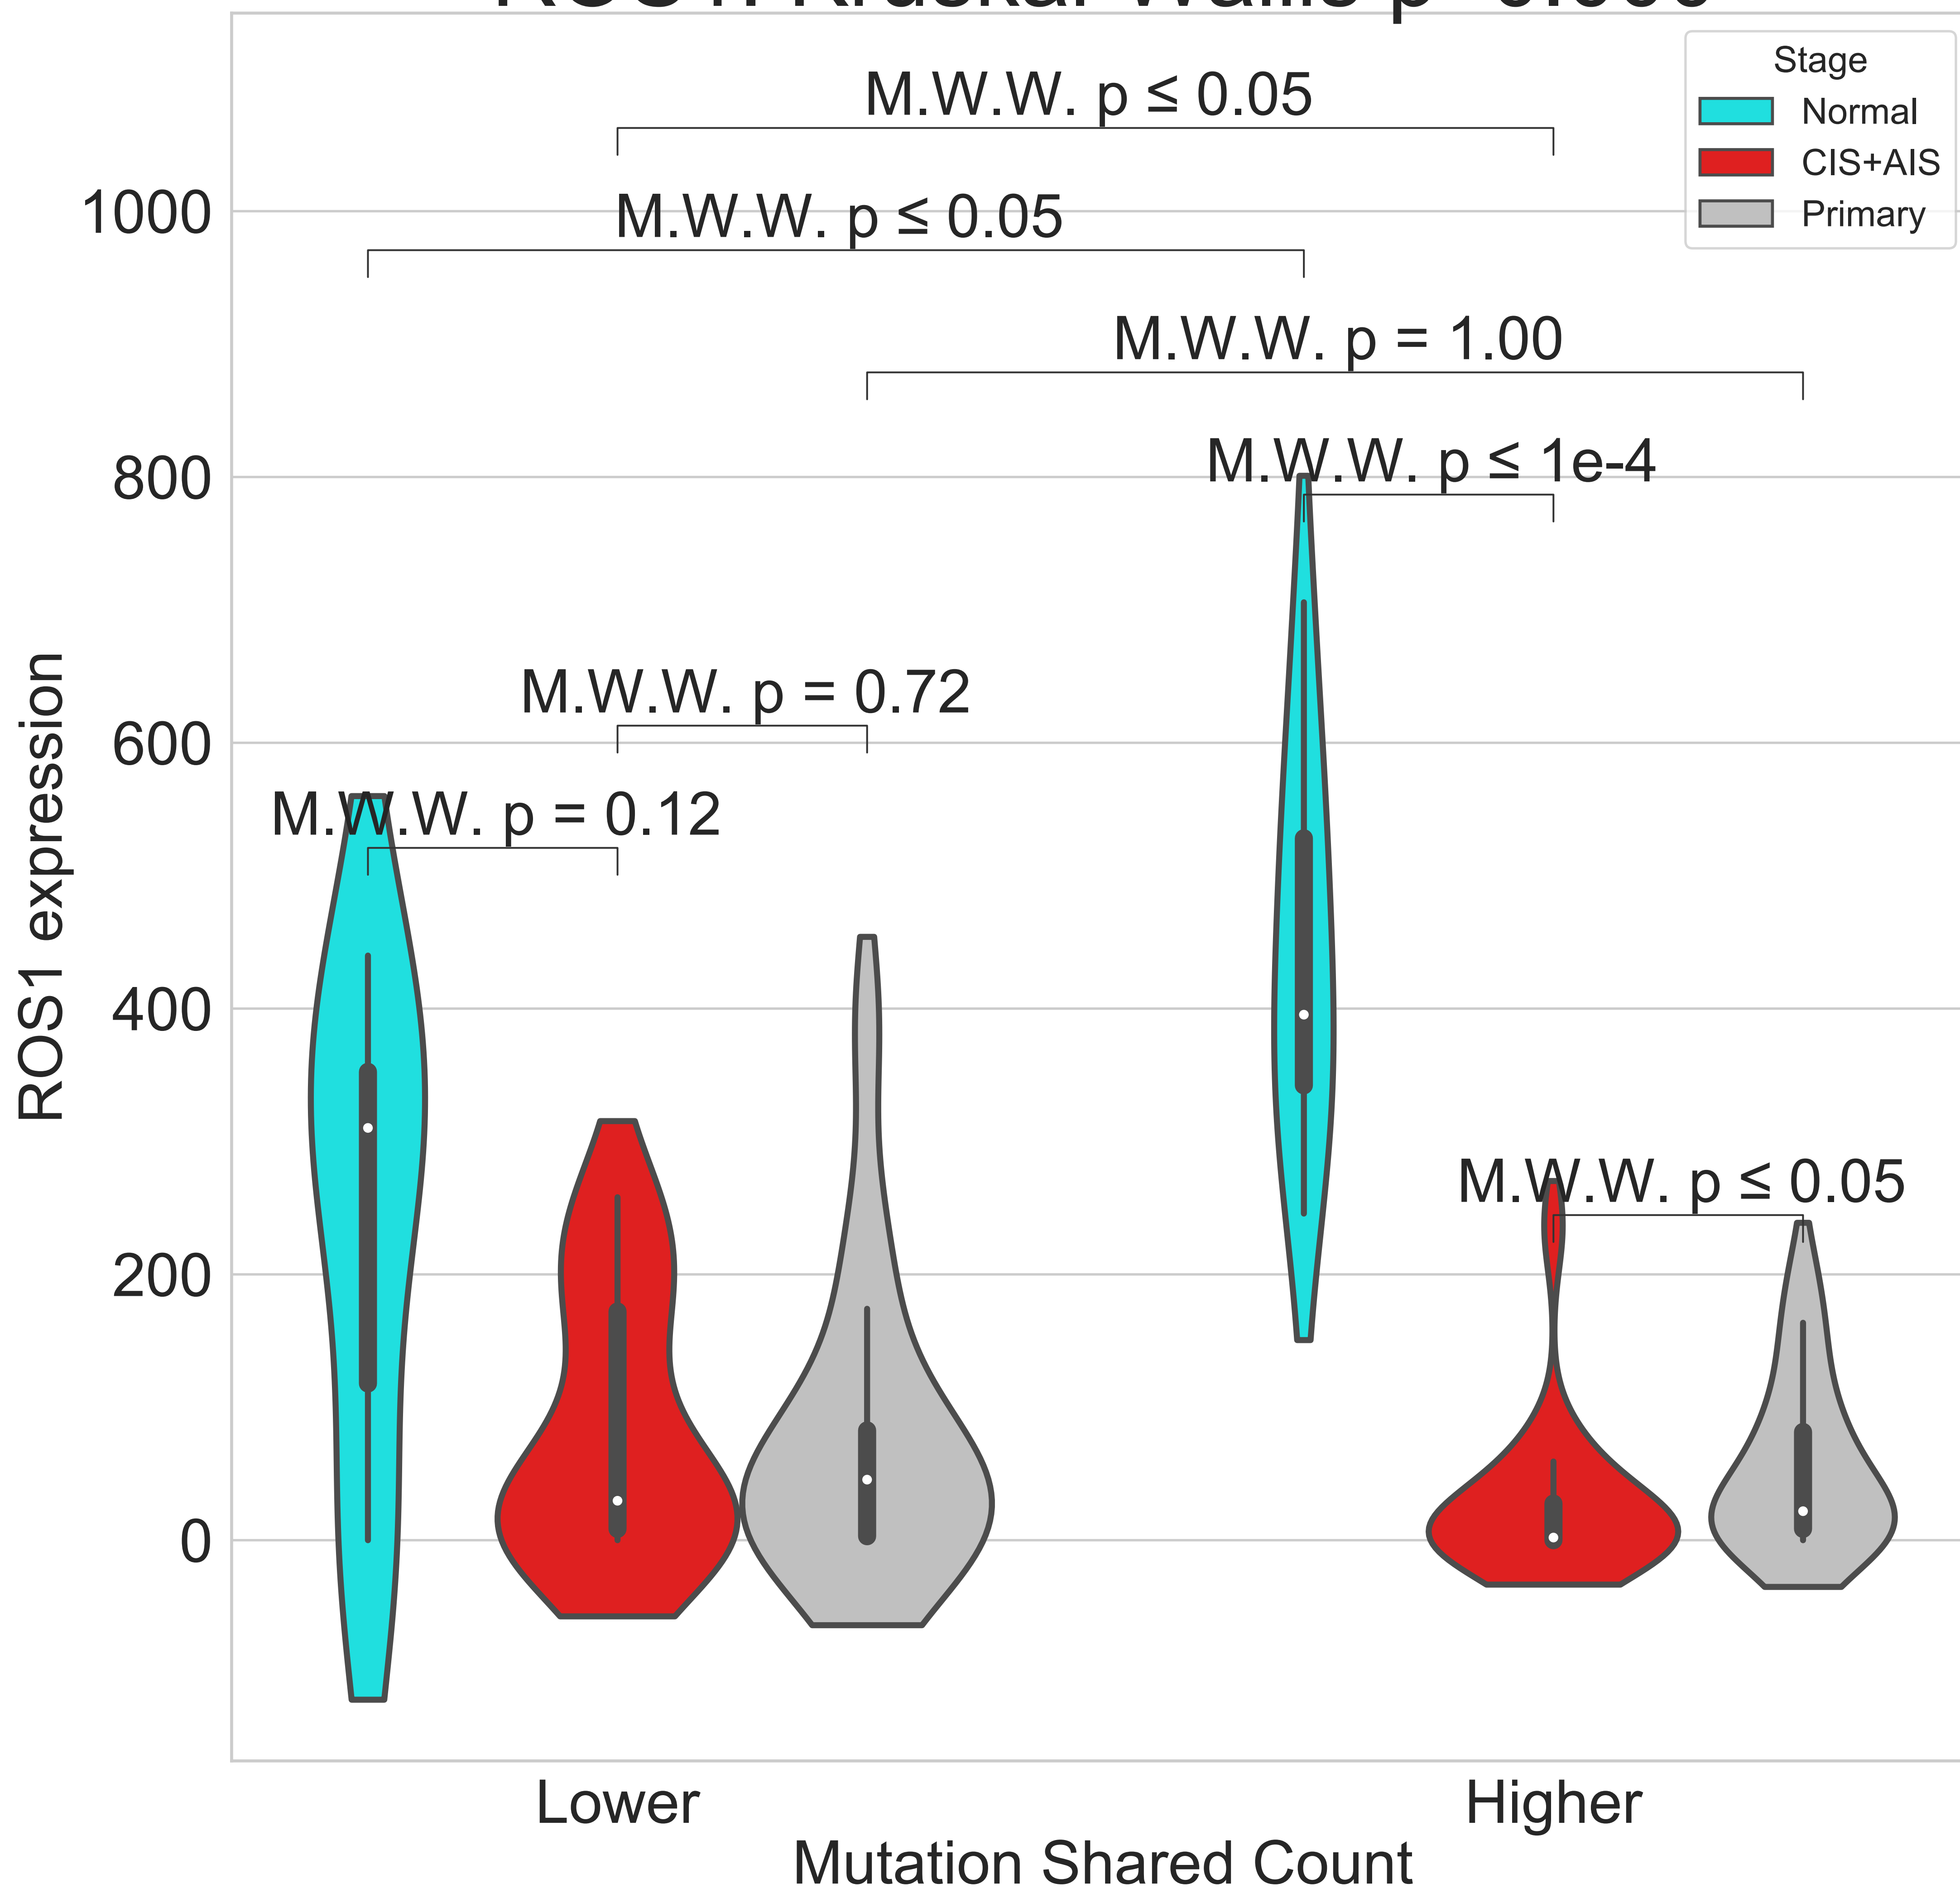 Stage
Normal
CIS+AIS
Primary
M.W.W. p ≤ 0.05
M.W.W. p ≤ 0.05
M.W.W. p = 1.00
M.W.W. p ≤ 1e-4
M.W.W. p = 0.72
M.W.W. p = 0.12
M.W.W. p ≤ 0.05
1000
800
600
400
200
0
ROS1 expression
Lower
Higher
Mutation Shared Count